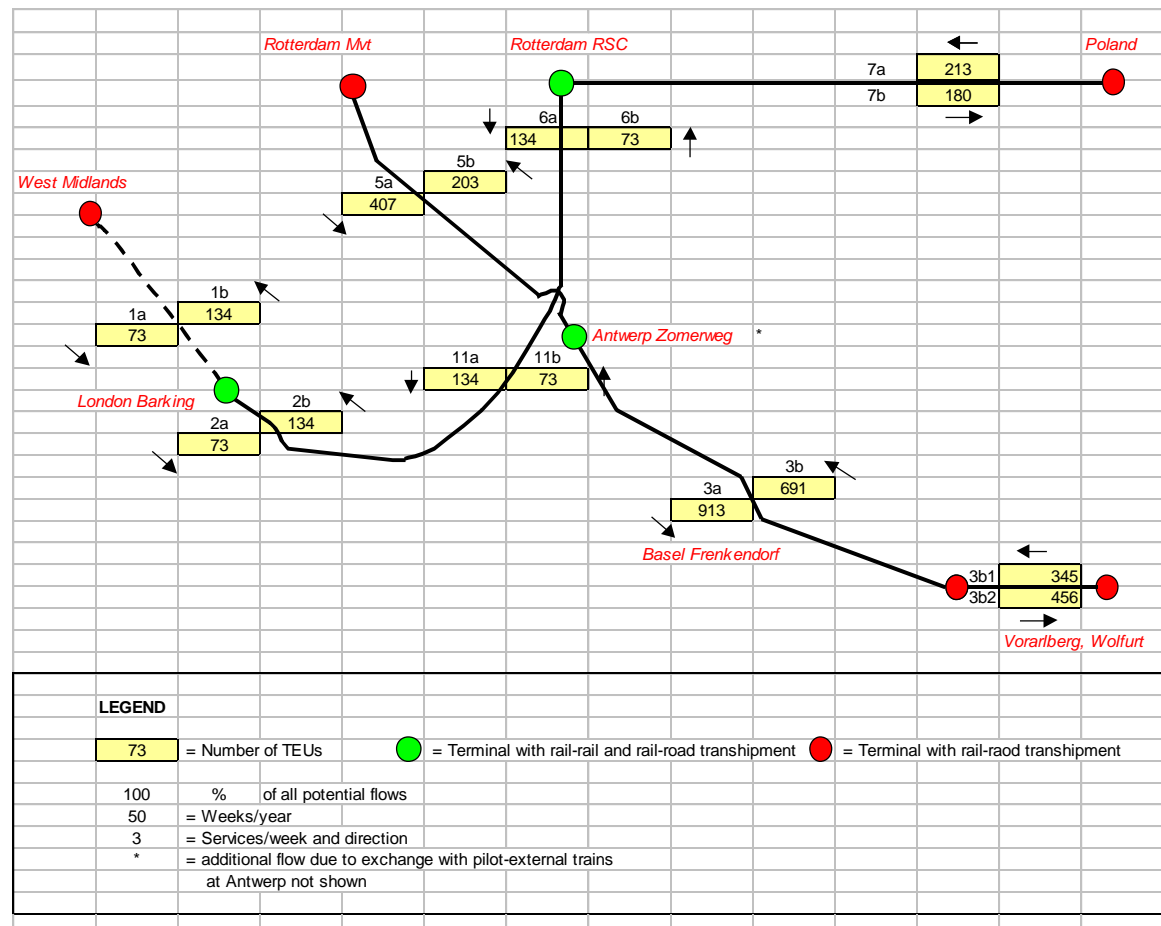 Rotterdam Mvt
Rotterdam RSC
Poland
7a 213
7b 180
6a 6b
134 73
5b
203
5a
407
West Midlands
1b
134
1a
73
Antwerp Zomerweg *
11a 11b
134 73
London Barking
2b
134
2a
73
3b
691
3a
913
Basel Frenkendorf
3b1 345
3b2 456
Vorarlberg, Wolfurt
LEGEND
73 = Number of TEUs = Terminal with rail-rail and rail-road transhipment = Terminal with rail-raod transhipment
100 % of all potential flows
50 = Weeks/year
3 = Services/week and direction
* = additional flow due to exchange with pilot-external trains
at Antwerp not shown